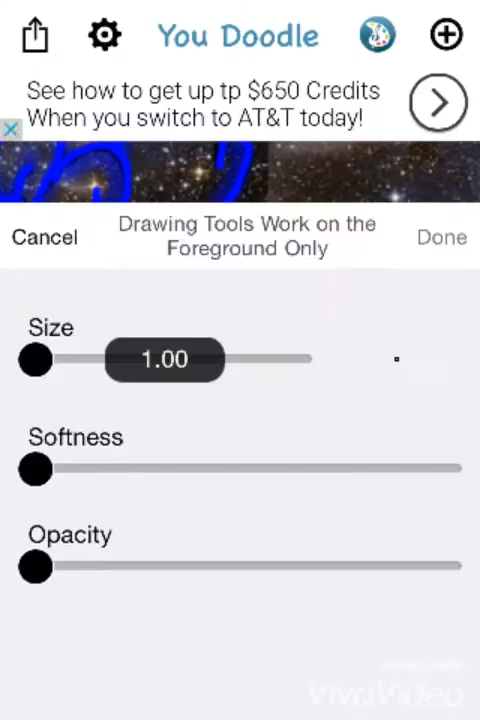 You Doodle
See how to get up tp $650 Credits
When you switch to AT&T today!
Cancel
Drawing Tools Work on the
Foreground Only
Done
Size
1.00
Softness
Opacity
VivaVideo